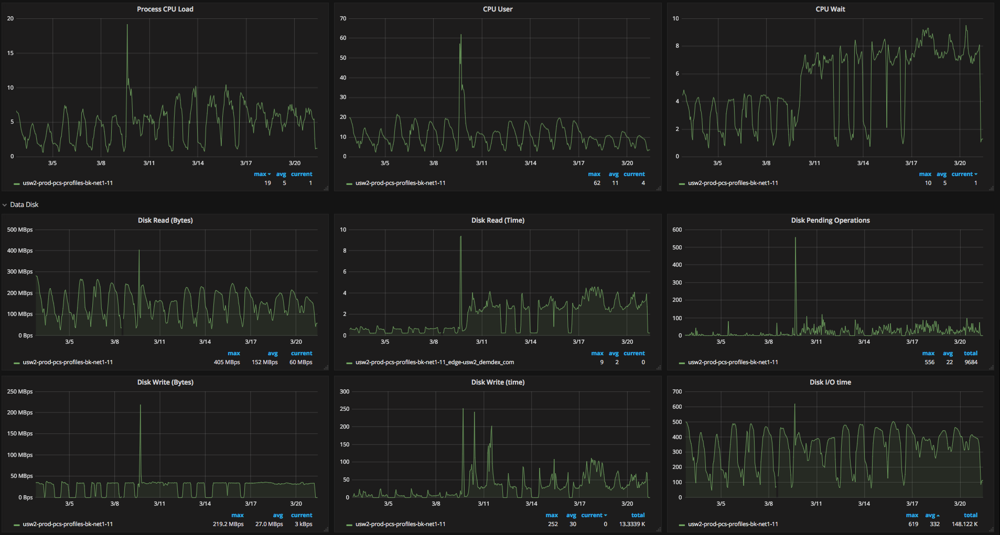 Process CPU Load
20
15
10
5
0
3/5 3/8 3/11 3/14 3/17 3/20
max avg current
usw2-prod-pcs-profiles-bk-net1-11 19 5 1
CPU User
70
60
50
40
30
20
10
0
3/5 3/8 3/11 3/14 3/17 3/20
max avg current
usw2-prod-pcs-profiles-bk-net1-11 62 11 4
CPU Wait
10
8
6
4
2
0
3/5 3/8 3/11 3/14 3/17 3/20
max avg current
usw2-prod-pcs-profiles-bk-net1-11 10 5 1
Data Disk
Disk Read (Bytes)
500 MBps
400 MBps
300 MBps
200 MBps
100 MBps
0 Bps
3/5 3/8 3/11 3/14 3/17 3/20
max avg current
usw2-prod-pcs-profiles-bk-net1-11 405 MBps 152 MBps 60 MBps
Disk Read (Time)
10
8
6
4
2
0
3/5 3/8 3/11 3/14 3/17 3/20
max avg current
usw2-prod-pcs-profiles-bk-net1-11_edge-usw2_demdex_com 9 2 0
Disk Pending Operations
600
500
400
300
200
100
0
3/5 3/8 3/11 3/14 3/17 3/20
max avg total
usw2-prod-pcs-profiles-bk-net1-11 556 22 9684
Disk Write (Bytes)
250 MBps
200 MBps
150 MBps
100 MBps
50 MBps
0 Bps
3/5 3/8 3/11 3/14 3/17 3/20
max avg current
usw2-prod-pcs-profiles-bk-net1-11 219.2 MBps 27.0 MBps 3 kBps
Disk Write (time)
300
250
200
150
100
50
0
3/5 3/8 3/11 3/14 3/17 3/20
max avg current total
usw2-prod-pcs-profiles-bk-net1-11 252 30 0 13.3339 K
Disk I/O time
700
600
500
400
300
200
100
0
3/5 3/8 3/11 3/14 3/17 3/20
max avg total
usw2-prod-pcs-profiles-bk-net1-11 619 332 148.122 K